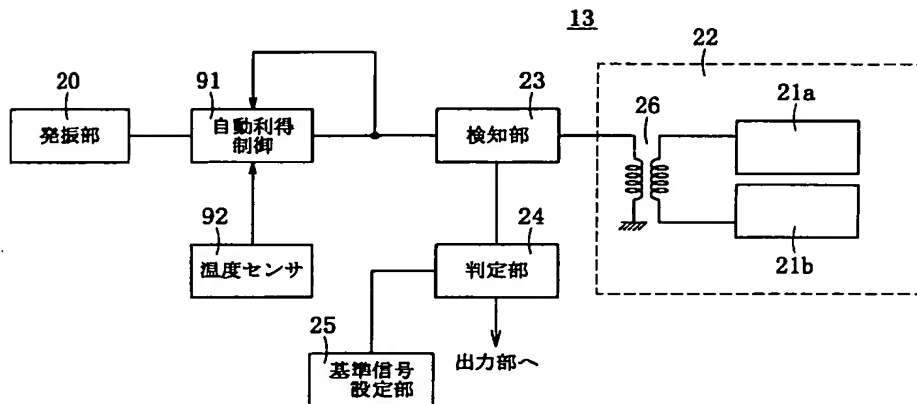 13
22
20
91
23
21a
発振部
自動利得
制御
検知部
26
92
24
21b
温度センサ
判定部
25
基準信号
設定部
出力部へ